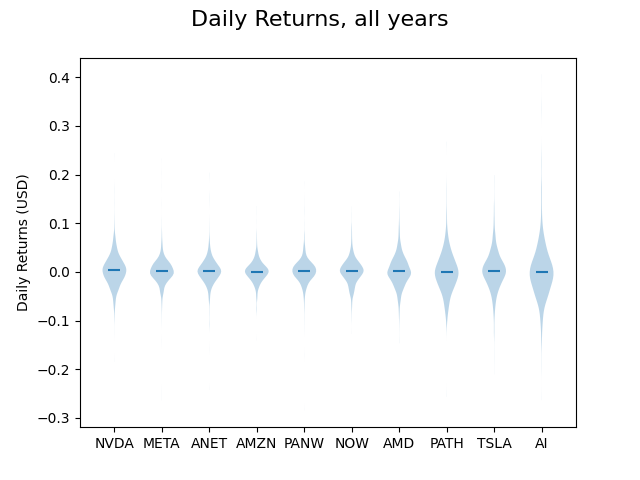 Daily Returns, all years
Daily Returns (USD)
0.4
0.3
0.2
0.1
0.0
−0.1
−0.2
−0.3
NVDA META ANET AMZN PANW NOW AMD PATH TSLA AI